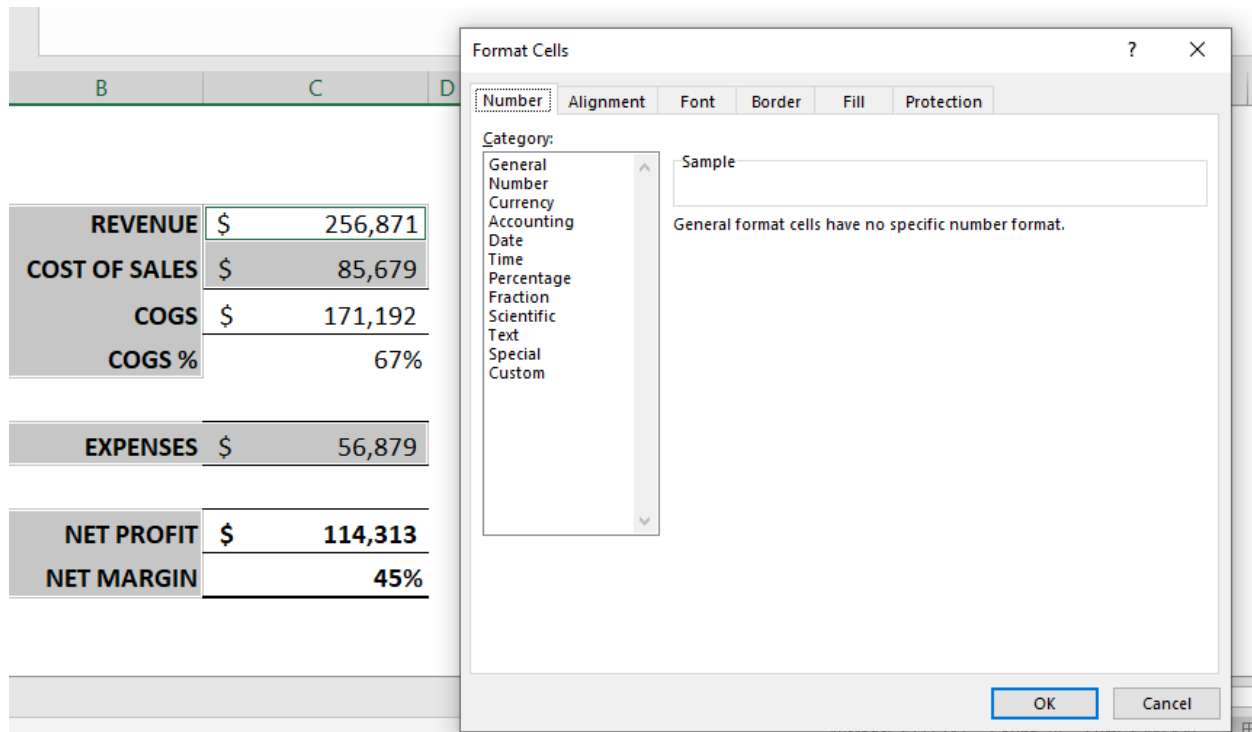 Format Cells ? ×
B C D
Number Alignment Font Border Fill Protection
Category:
General
Number
Currency
Accounting
Date
Time
Percentage
Fraction
Scientific
Text
Special
Custom
Sample
General format cells have no specific number format.
REVENUE $ 256,871
COST OF SALES $ 85,679
COGS $ 171,192
COGS % 67%
EXPENSES $ 56,879
NET PROFIT $ 114,313
NET MARGIN 45%
OK Cancel